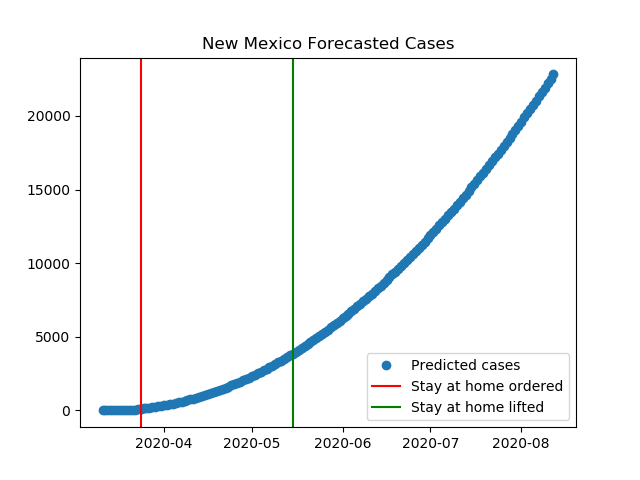 New Mexico Forecasted Cases
20000
15000
10000
5000
0
Predicted cases
Stay at home ordered
Stay at home lifted
2020-04 2020-05 2020-06 2020-07 2020-08